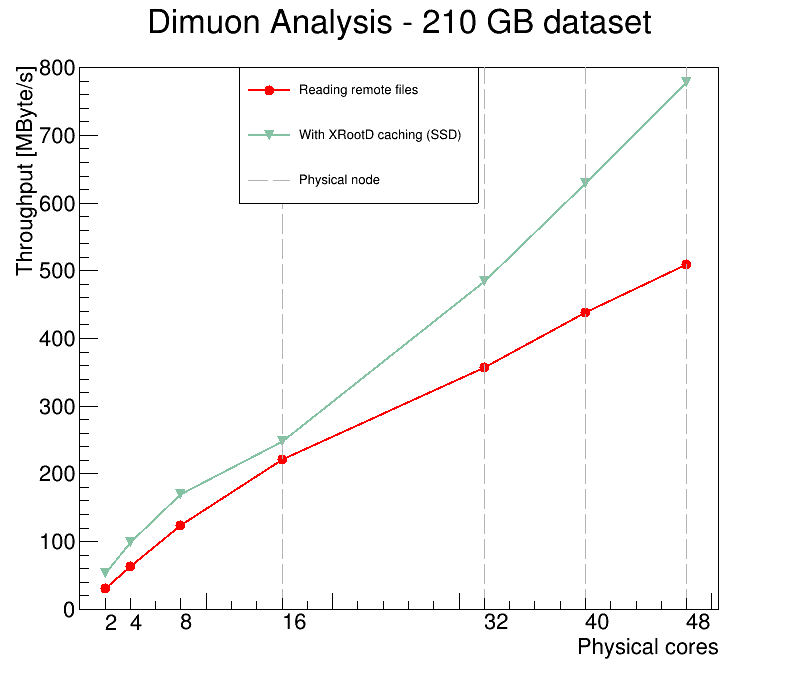 Dimuon Analysis - 210 GB dataset
Throughput [MByte/s]
800
700
600
500
400
300
200
100
0
Reading remote files
With XRootD caching (SSD)
Physical node
2 4 8 16 32 40 48
Physical cores